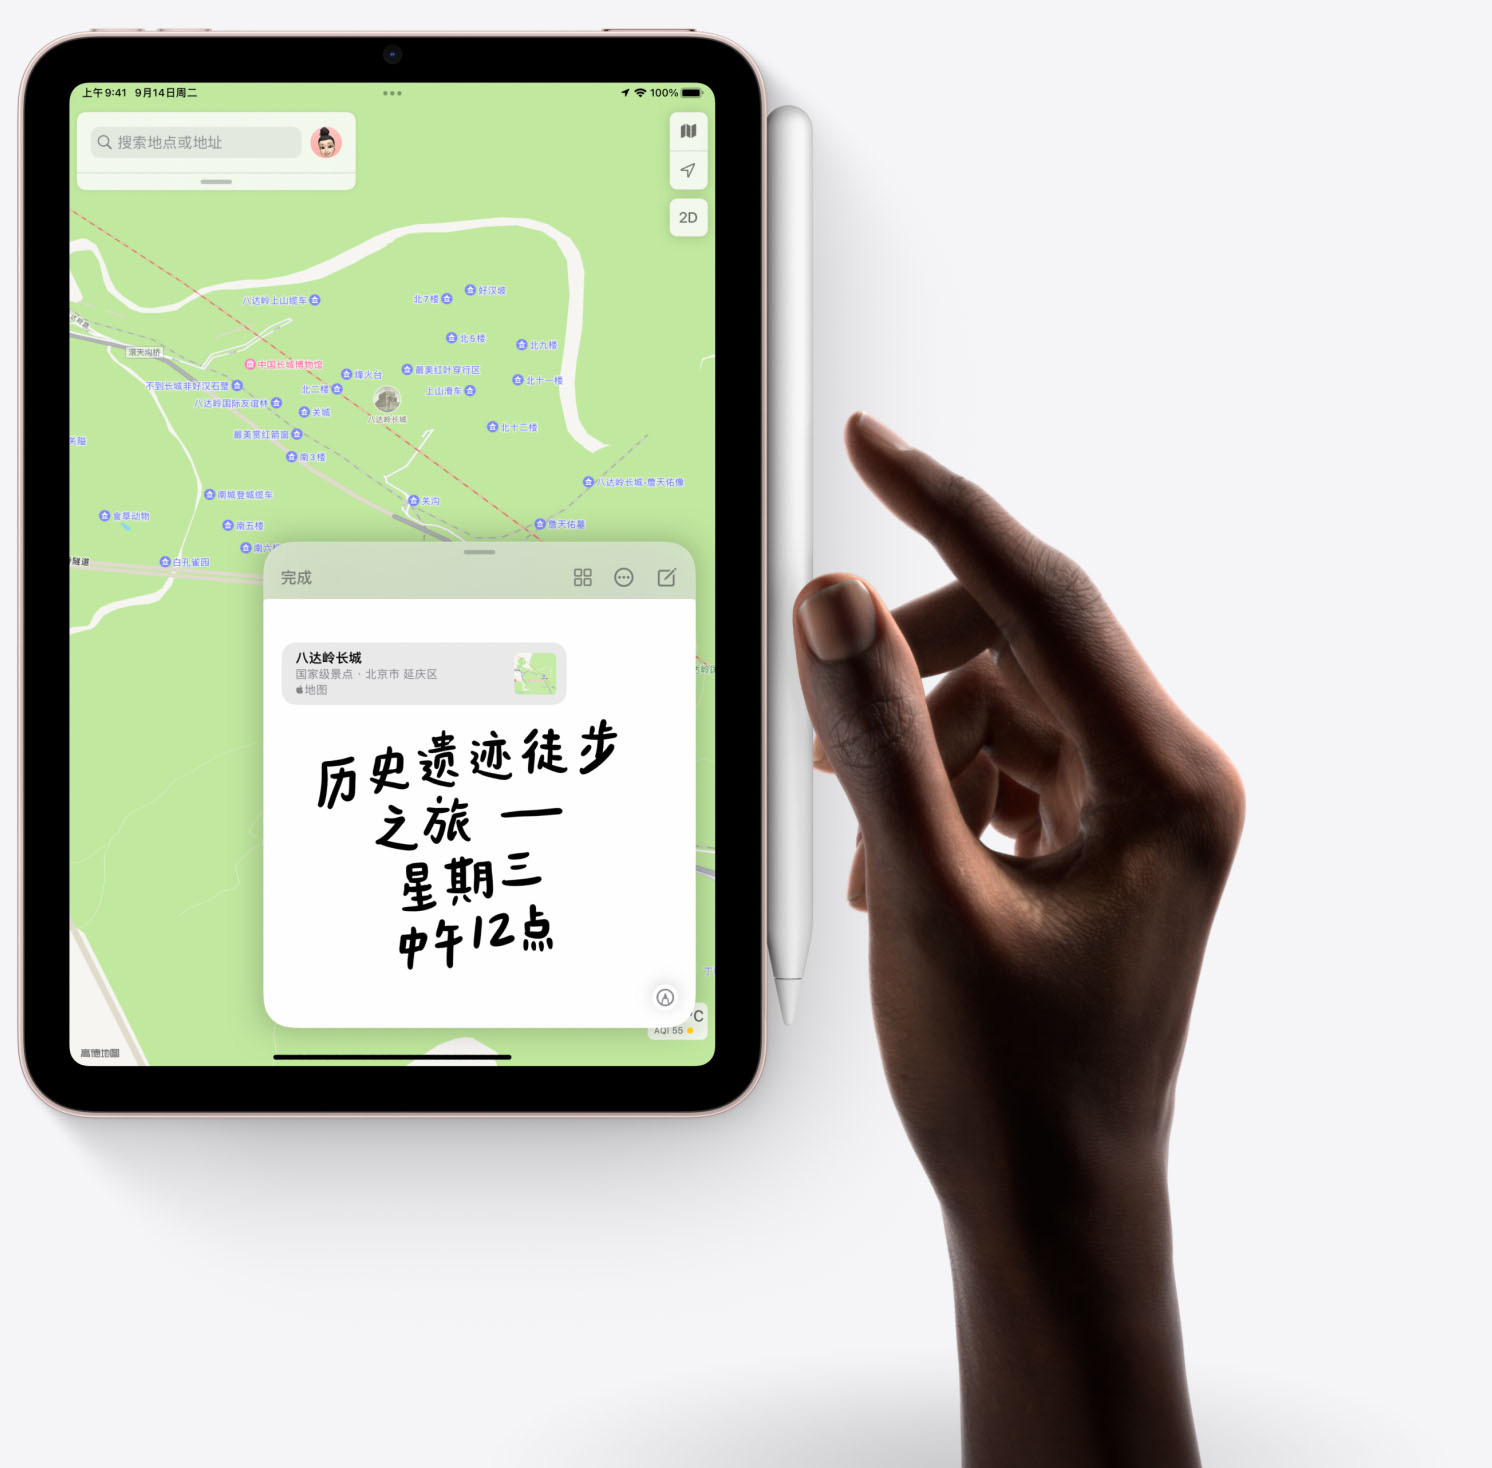 上午9:41 9月14日周二
100%
搜索地点或地址
2D
八达岭上山缆车
北7楼
好汉坡
北5楼
北九楼
滚天沟桥
中国长城博物馆
烽火台
最美红叶穿行区
北十一楼
不到长城非好汉石壁
北二楼
上山滑车
八达岭国际友谊林
关城
八达岭长城
北十二楼
最美赏红箭窗
南3楼
八达岭长城-詹天佑像
南城登城缆车
关沟
食草动物
南五楼
詹天佑墓
南六
白孔雀园
隧道
完成
八达岭长城
国家级景点 · 北京市 延庆区
地图
历史遗迹徒步
之旅 —
星期三
中午12点
C
AQI 55
高德地圖